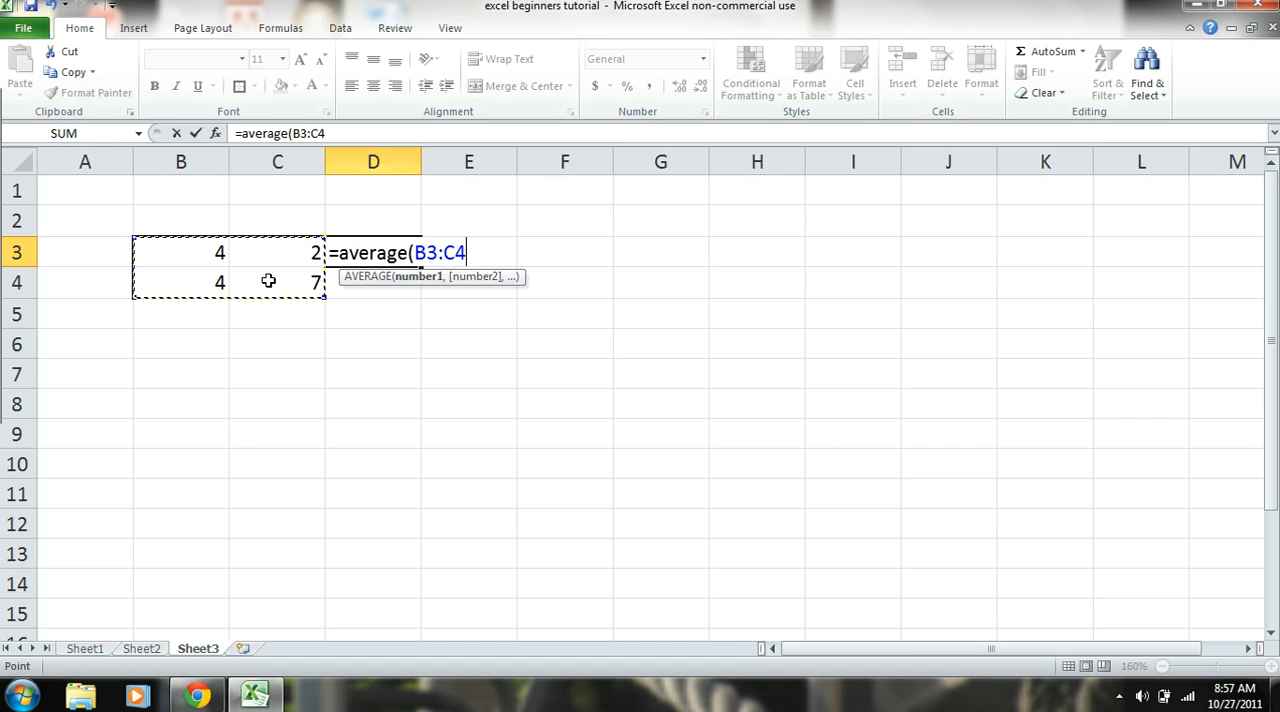 excel beginners tutorial - Microsoft Excel non-commercial use
File Home Insert Page Layout Formulas Data Review View
Cut
Copy
Format Painter
Paste
Clipboard
11 A A
B I U A
Font
Wrap Text
Merge & Center
Alignment
General
$ % , .00
Number
Conditional Formatting
Format as Table
Cell Styles
Styles
Insert Delete Format
Cells
Σ AutoSum
Fill
Clear
Sort & Filter
Find & Select
Editing
SUM fx =average(B3:C4
A B C D E F G H I J K L M
1
2
3 4 2 =average(B3:C4
AVERAGE(number1, [number2], ...)
4 4 7
5
6
7
8
9
10
11
12
13
14
15
16
Sheet1 Sheet2 Sheet3
Point 160%
8:57 AM
10/27/2011